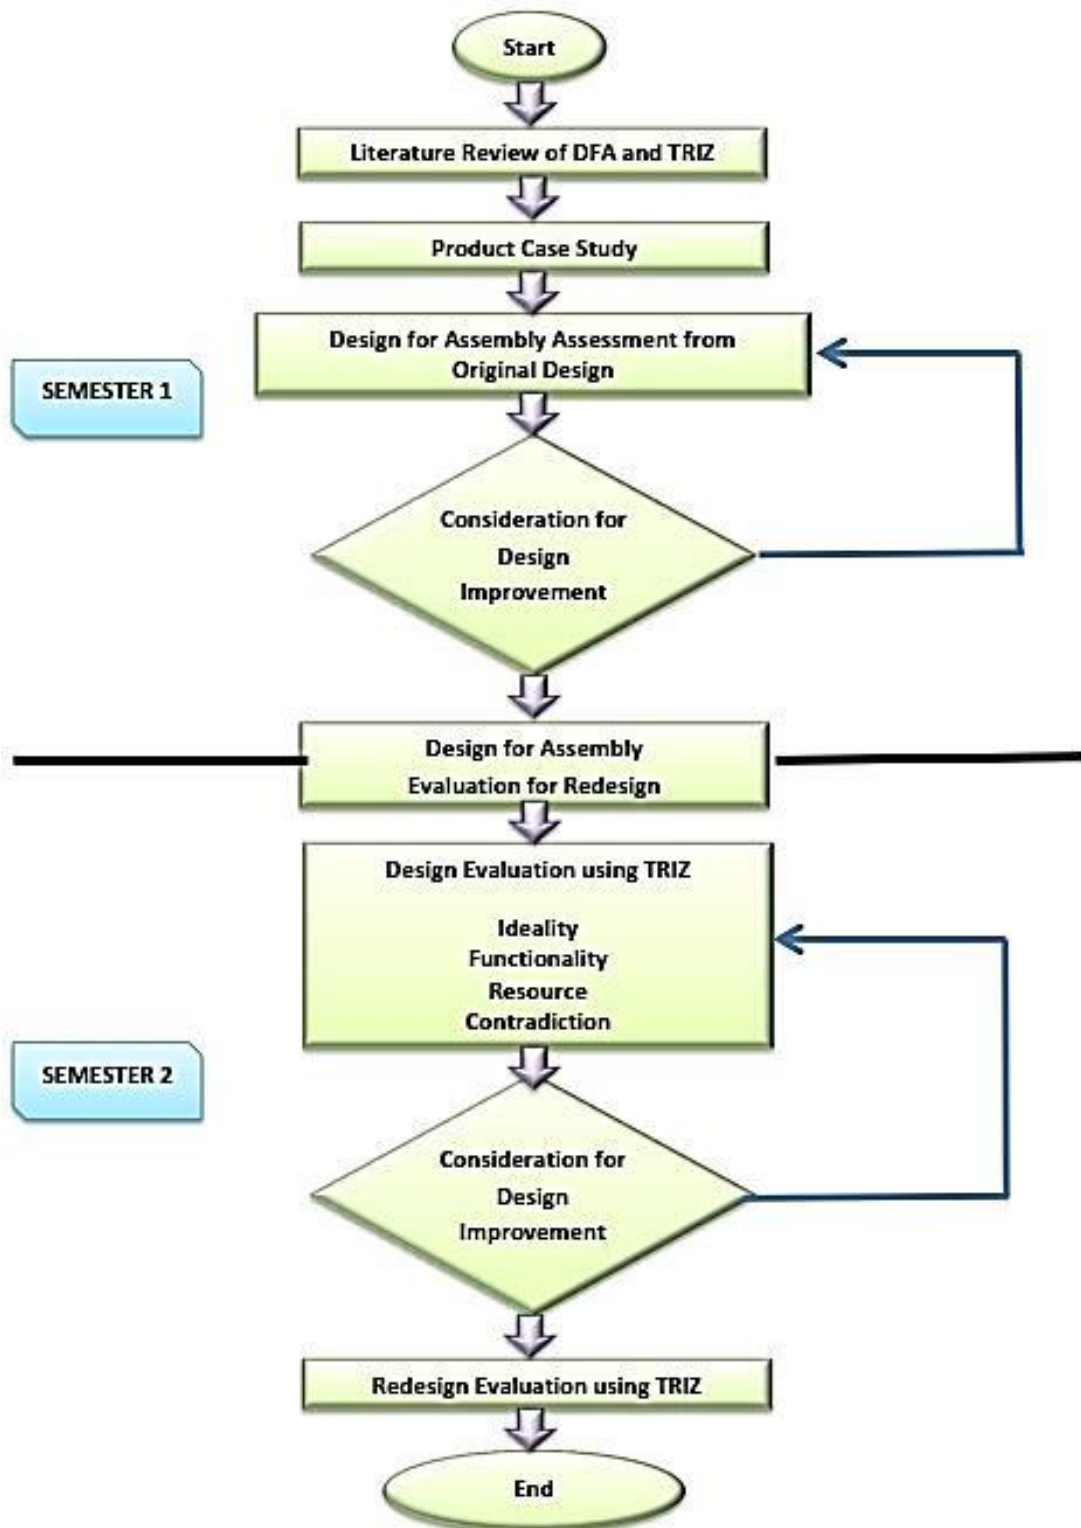 Start
Literature Review of DFA and TRIZ
Product Case Study
Design for Assembly Assessment from
Original Design
SEMESTER 1
Consideration for
Design
Improvement
Design for Assembly
Evaluation for Redesign
Design Evaluation using TRIZ
Ideality
Functionality
Resource
Contradiction
SEMESTER 2
Consideration for
Design
Improvement
Redesign Evaluation using TRIZ
End